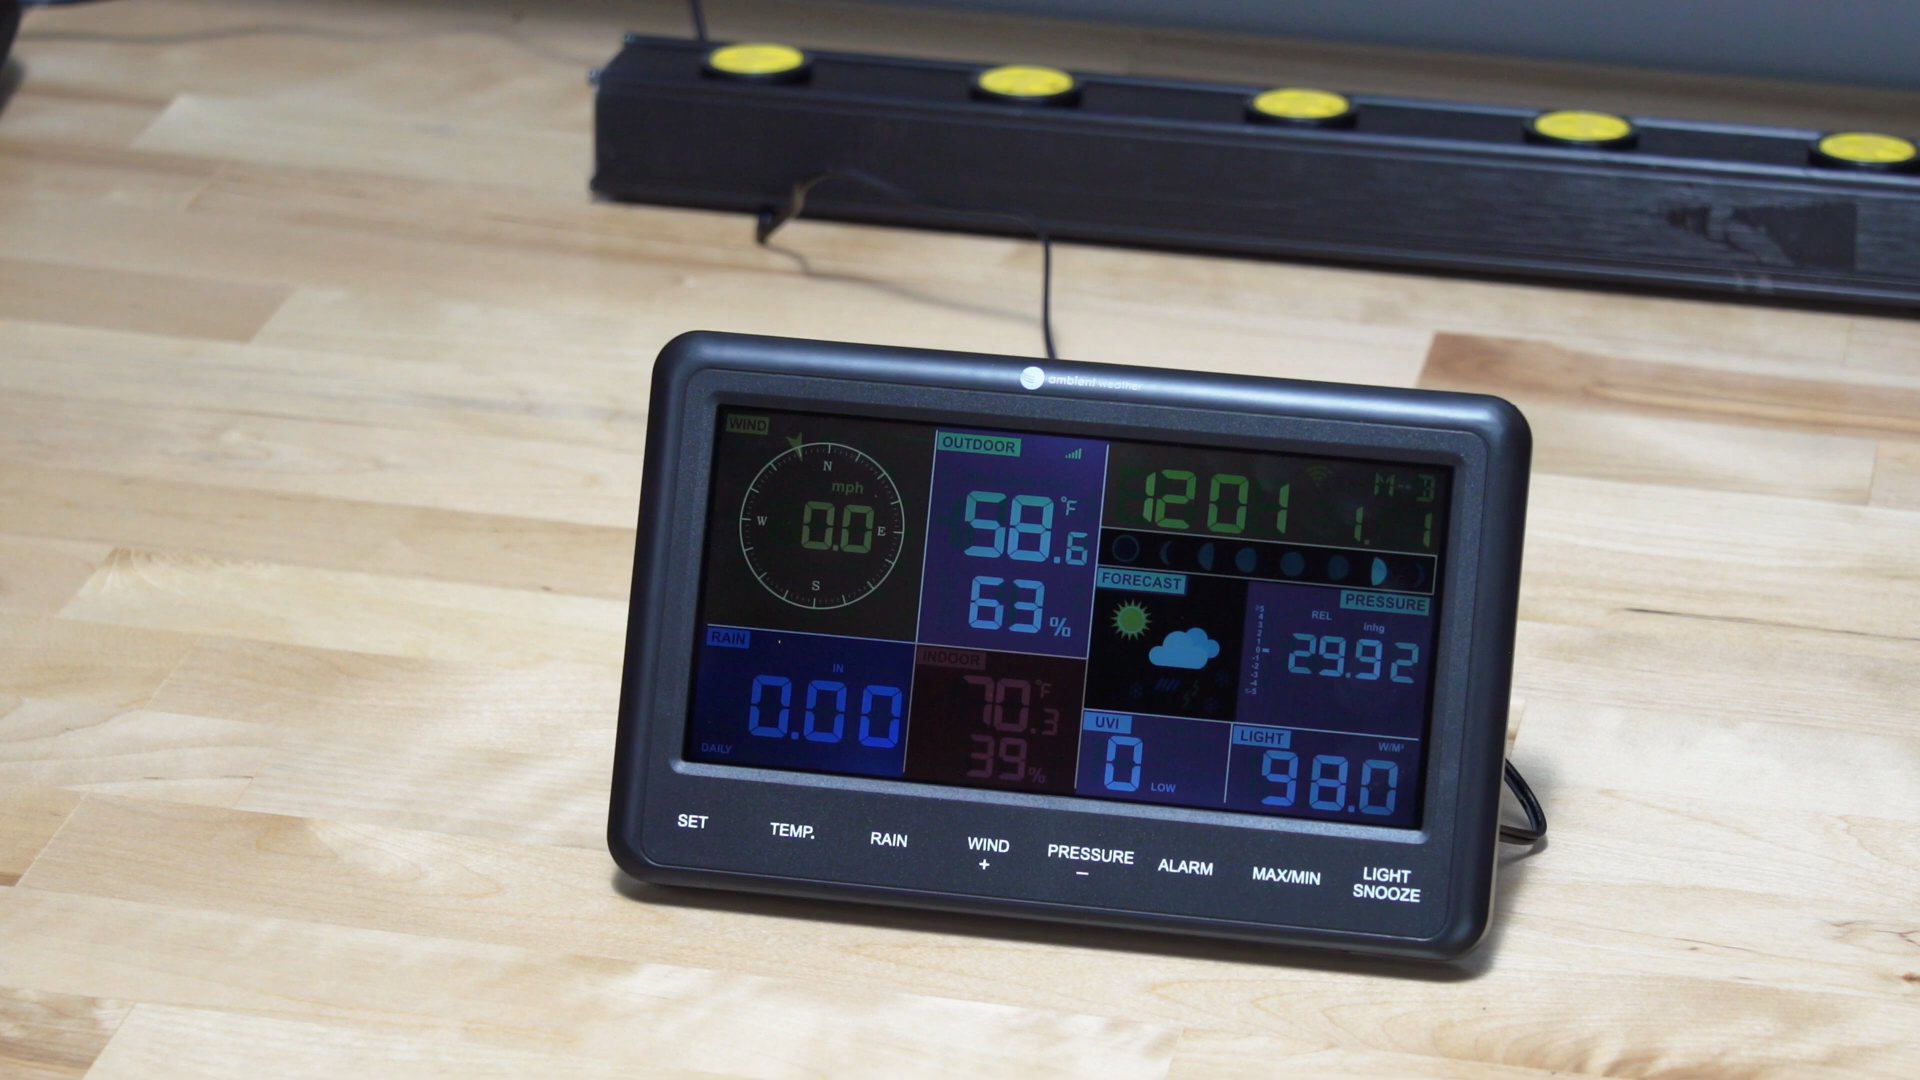 ambient weather
WIND
N
mph
W 0.0 E
S
OUTDOOR
58.6 °F
63 %
1201
1. 1
FORECAST
PRESSURE
REL inhg
29.92
RAIN
IN
0.00
DAILY
INDOOR
70.3 °F
39 %
UVI
0 LOW
LIGHT W/M²
98.0
SET TEMP. RAIN WIND + PRESSURE - ALARM MAX/MIN LIGHT SNOOZE